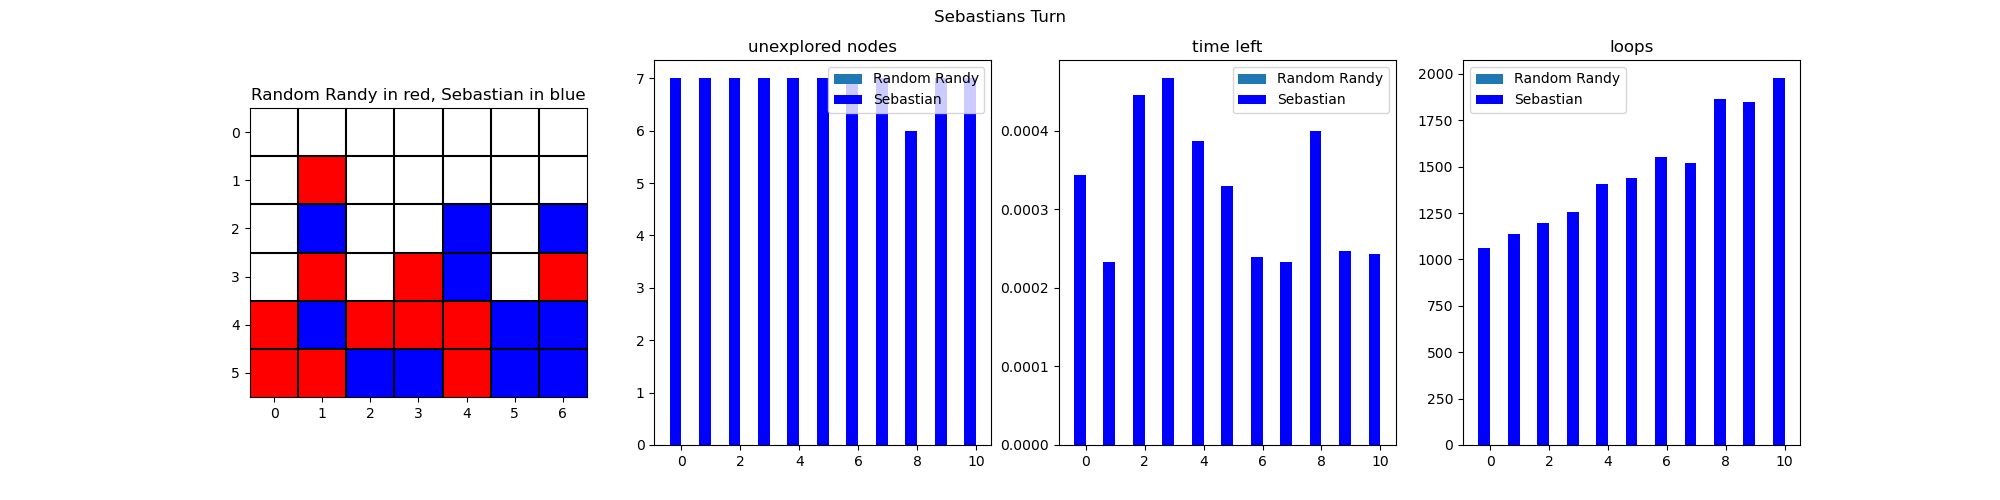 Sebastians Turn
Random Randy in red, Sebastian in blue
0
1
2
3
4
5
0 1 2 3 4 5 6
unexplored nodes
Random Randy
Sebastian
7
6
5
4
3
2
1
0
0 2 4 6 8 10
time left
Random Randy
Sebastian
0.0004
0.0003
0.0002
0.0001
0.0000
0 2 4 6 8 10
loops
Random Randy
Sebastian
2000
1750
1500
1250
1000
750
500
250
0
0 2 4 6 8 10